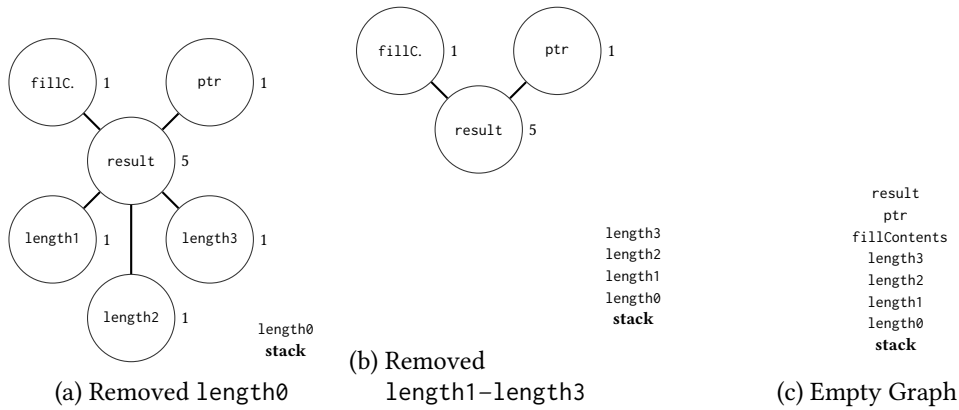 fillC.
1
ptr
1
result
5
length1
1
length3
1
length2
1
length0
stack
(a) Removed length0
fillC.
1
ptr
1
result
5
length3
length2
length1
length0
stack
(b) Removed
length1–length3
result
ptr
fillContents
length3
length2
length1
length0
stack
(c) Empty Graph